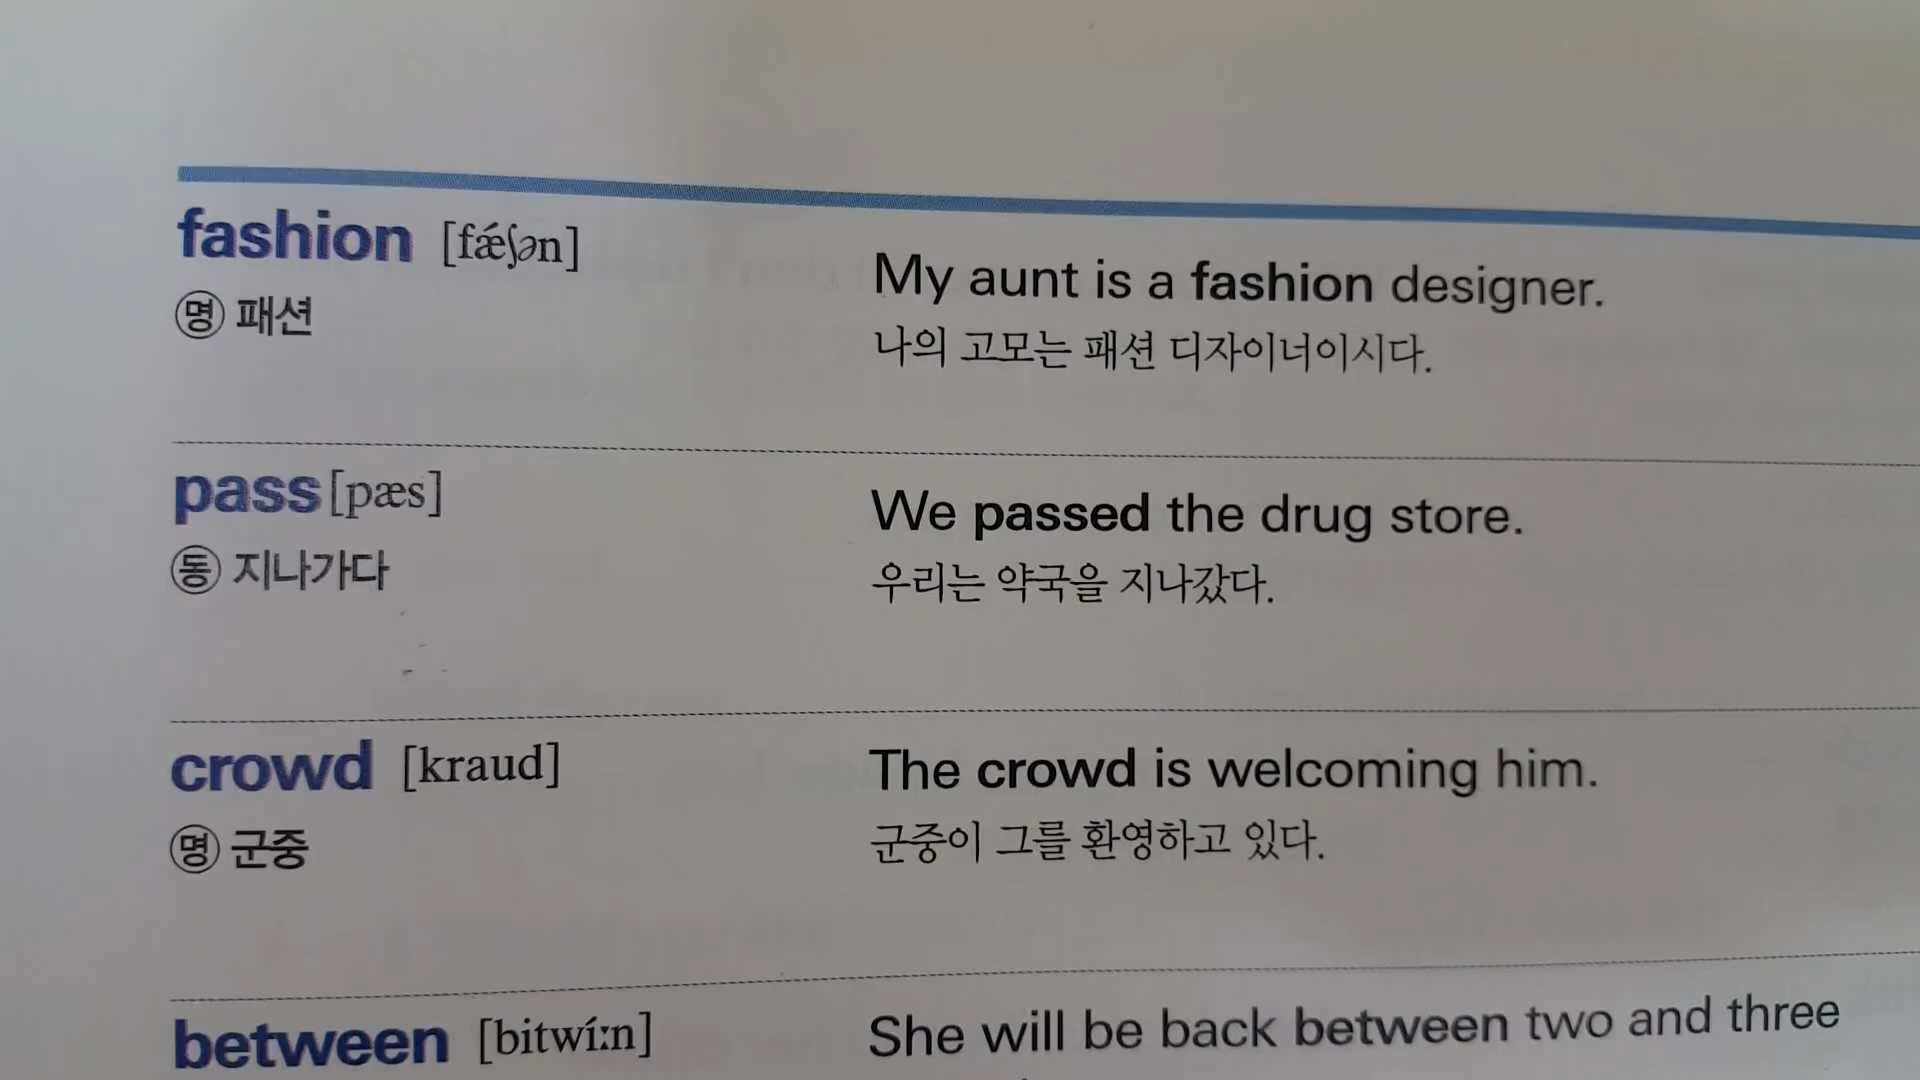 fashion [fǽʃən]
㊔ 패션
My aunt is a fashion designer.
나의 고모는 패션 디자이너이시다.
pass[pæs]
동 지나가다
We passed the drug store.
우리는 약국을 지나갔다.
crowd [kraud]
명 군중
The crowd is welcoming him.
군중이 그를 환영하고 있다.
between [bitwíːn]
She will be back between two and three